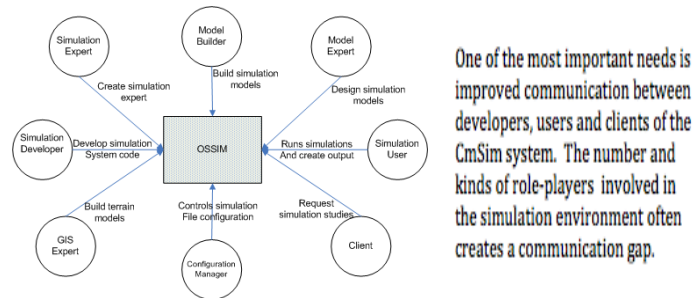 Simulation
Expert
Model
Builder
Model
Expert
Create simulation
expert
Build simulation
models
Design simulation
models
Simulation
Developer
Develop simulation
System code
OSSIM
Runs simulations
And create output
Simulation
User
Build terrain
models
Controls simulation
File configuration
Request
simulation studies
GIS
Expert
Configuration
Manager
Client
One of the most important needs is
improved communication between
developers, users and clients of the
CmSim system. The number and
kinds of role-players involved in
the simulation environment often
creates a communication gap.